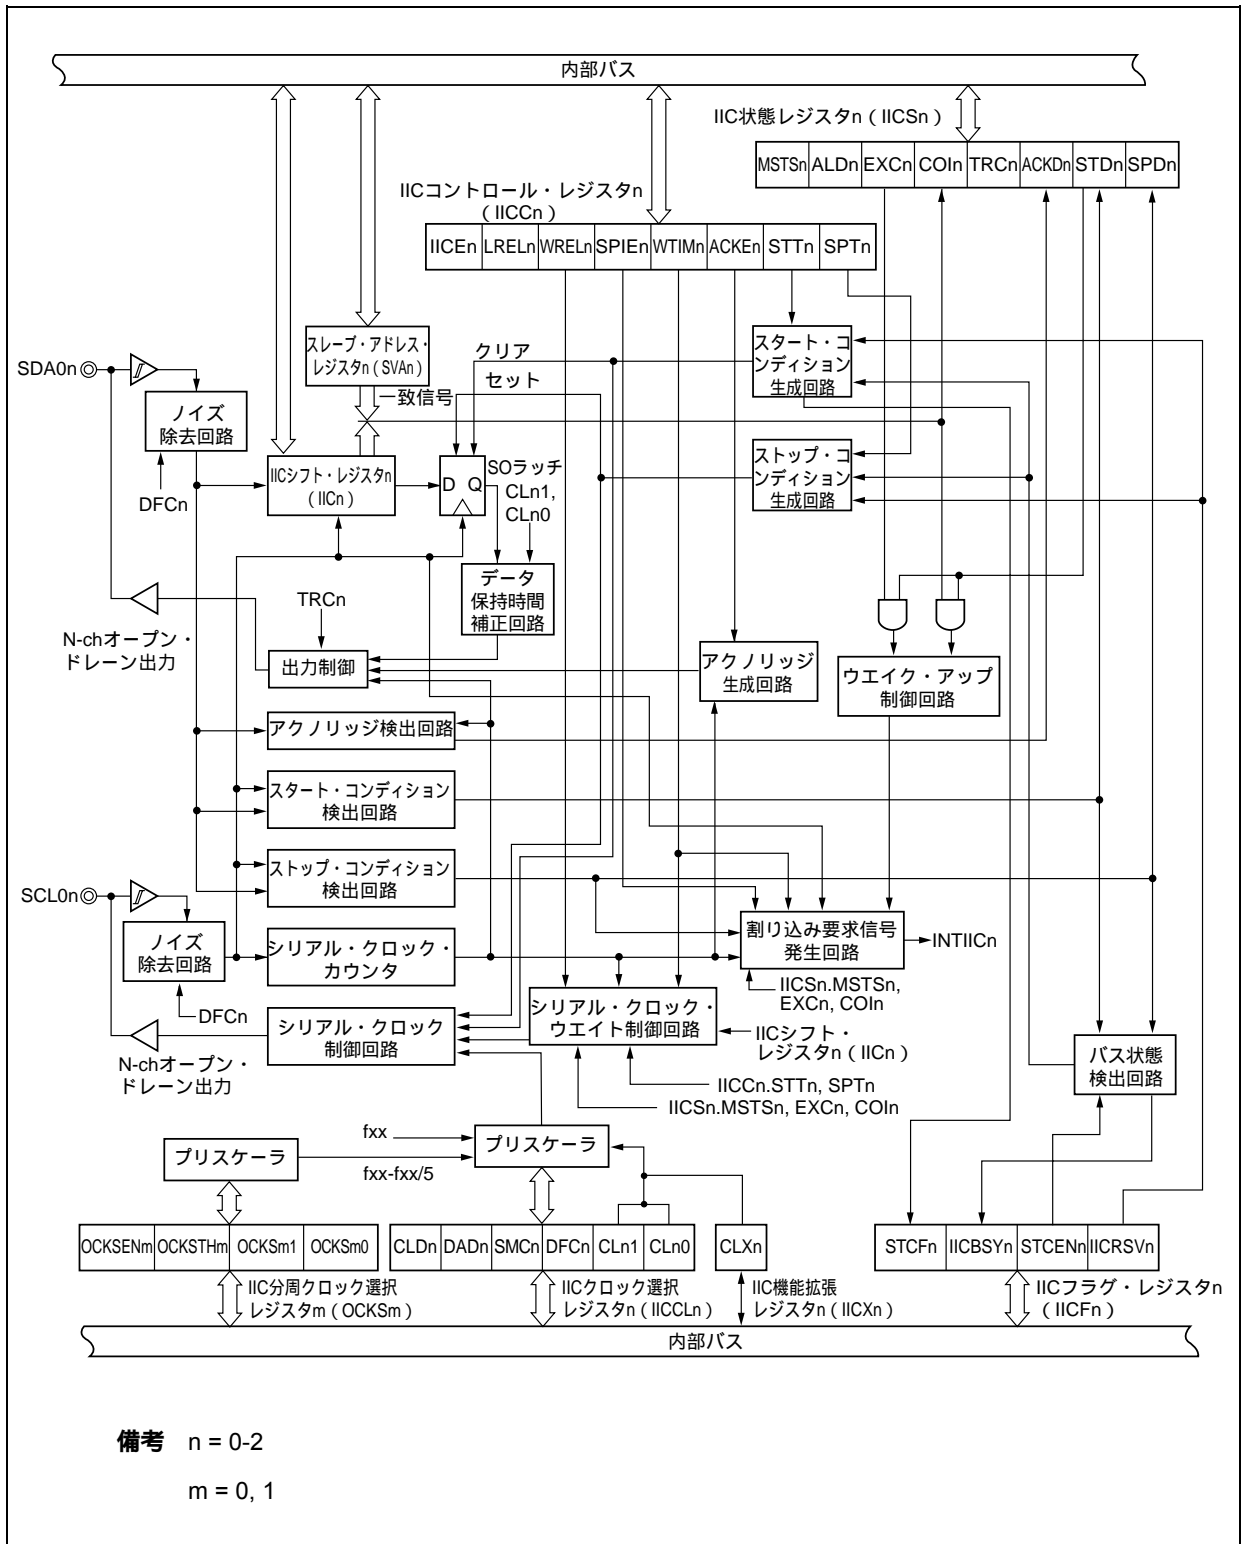 内部バス
IIC状態レジスタn（IICSn）
MSTSn ALDn EXCn COIn TRCn ACKDn STDn SPDn
IICコントロール・レジスタn
（IICCn）
IICEn LRELn WRELn SPIEn WTIMn ACKEn STTn SPTn
スレーブ・アドレス・
レジスタn（SVAn）
クリア
セット
スタート・コ
ンディション
生成回路
SDA0n
一致信号
ノイズ
除去回路
DFCn
IICシフト・レジスタn
（IICn）
D Q
SOラッチ
CLn1,
CLn0
ストップ・コ
ンディション
生成回路
データ
保持時間
補正回路
TRCn
N-chオープン・
ドレーン出力
出力制御
アクノリッジ
生成回路
ウエイク・アップ
制御回路
アクノリッジ検出回路
スタート・コンディション
検出回路
ストップ・コンディション
検出回路
SCL0n
ノイズ
除去回路
DFCn
シリアル・クロック・
カウンタ
割り込み要求信号
発生回路
INTIICn
IICSn.MSTSn,
EXCn, COIn
シリアル・クロック
制御回路
シリアル・クロック・
ウエイト制御回路
IICシフト・
レジスタn（IICn）
N-chオープン・
ドレーン出力
バス状態
検出回路
IICCn.STTn, SPTn
IICSn.MSTSn, EXCn, COIn
プリスケーラ
fxx
fxx-fxx/5
プリスケーラ
OCKSENm OCKSTHm OCKSm1 OCKSm0
CLDn DADn SMCn DFCn CLn1 CLn0
CLXn
STCFn IICBSYn STCENn IICRSVn
IIC分周クロック選択
レジスタm（OCKSm）
IICクロック選択
レジスタn（IICCLn）
IIC機能拡張
レジスタn（IICXn）
IICフラグ・レジスタn
（IICFn）
内部バス
備考 n = 0-2
m = 0, 1